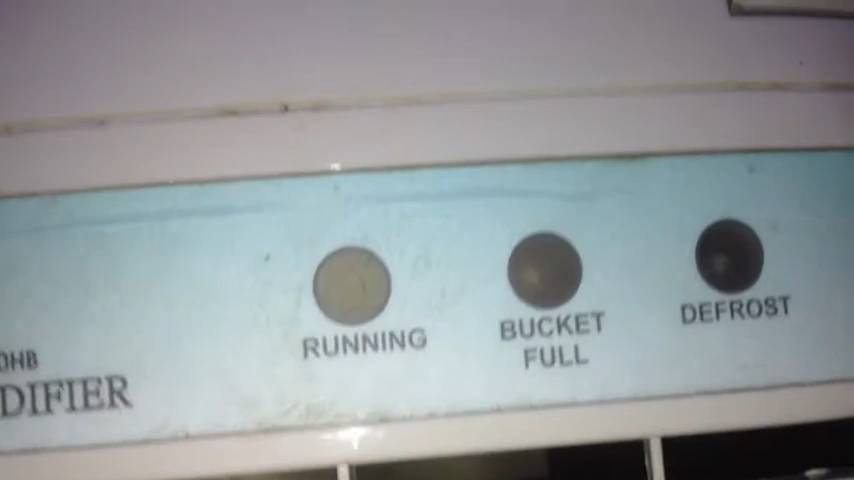 0HB
DIFIER
RUNNING
BUCKET
FULL
DEFROST